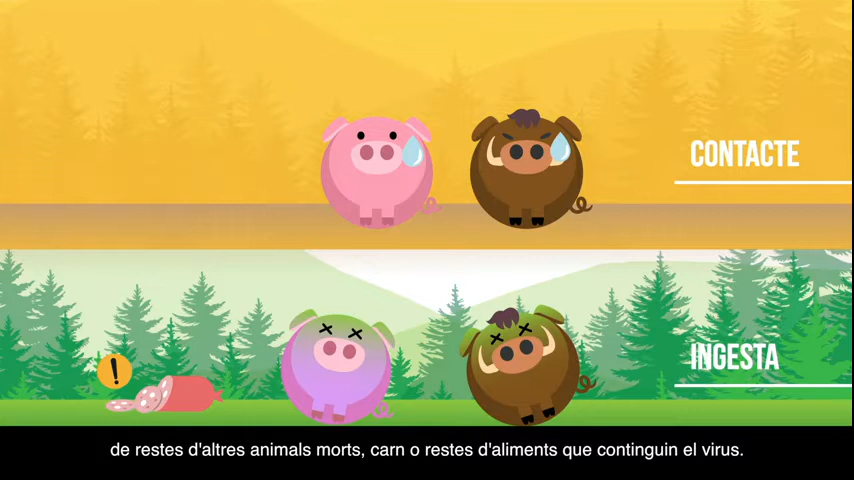 CONTACTE
!
INGESTA
de restes d'altres animals morts, carn o restes d'aliments que continguin el virus.